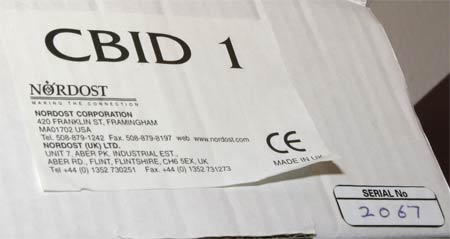 CBID 1
NORDOST
MAKING THE CONNECTION
NORDOST CORPORATION
420 FRANKLIN ST, FRAMINGHAM
MA01702 USA
Tel. 508-879-1242 Fax. 508-879-8197 web www.nordost.com
NORDOST (UK) LTD.
UNIT 7, ABER PK. INDUSTRIAL EST.,
ABER RD., FLINT, FLINTSHIRE, CH6 5EX, UK
Tel +44 (0) 1352 730251 Fax. +44 (0) 1352 731273
CE
MADE IN UK
SERIAL No
2067